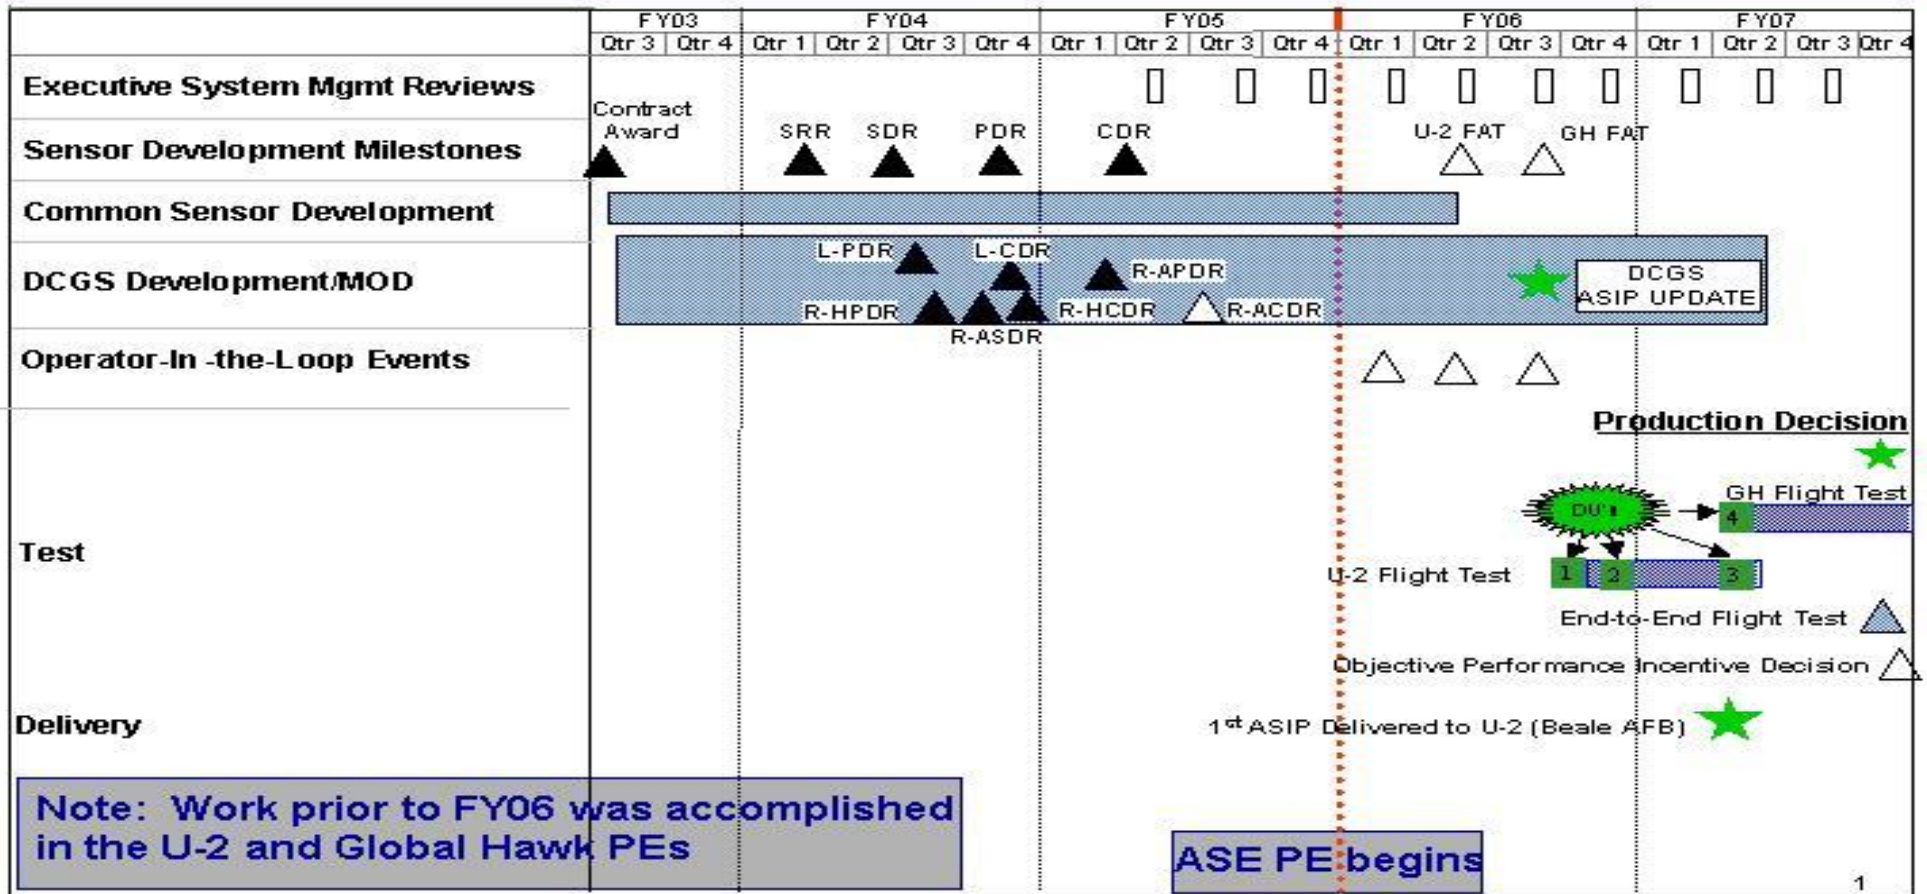 FY03 FY04 FY05 FY06 FY07
Qtr 3 Qtr 4 Qtr 1 Qtr 2 Qtr 3 Qtr 4 Qtr 1 Qtr 2 Qtr 3 Qtr 4 Qtr 1 Qtr 2 Qtr 3 Qtr 4 Qtr 1 Qtr 2 Qtr 3 Qtr 4
Executive System Mgmt Reviews
Contract
Award SRR SDR PDR CDR U-2 FAT GH FAT
Sensor Development Milestones
Common Sensor Development
L-PDR L-CDR
R-APDR
DCGS Development/MOD
DCGS
ASIP UPDATE
R-HPDR R-HCDR R-ACDR
R-ASDR
Operator-In -the-Loop Events
Production Decision
GH Flight Test
DU's
4
Test
U-2 Flight Test 1 2 3
End-to-End Flight Test
Objective Performance Incentive Decision
Delivery
1st ASIP Delivered to U-2 (Beale AFB)
Note: Work prior to FY06 was accomplished
in the U-2 and Global Hawk PEs
ASE PE begins
1